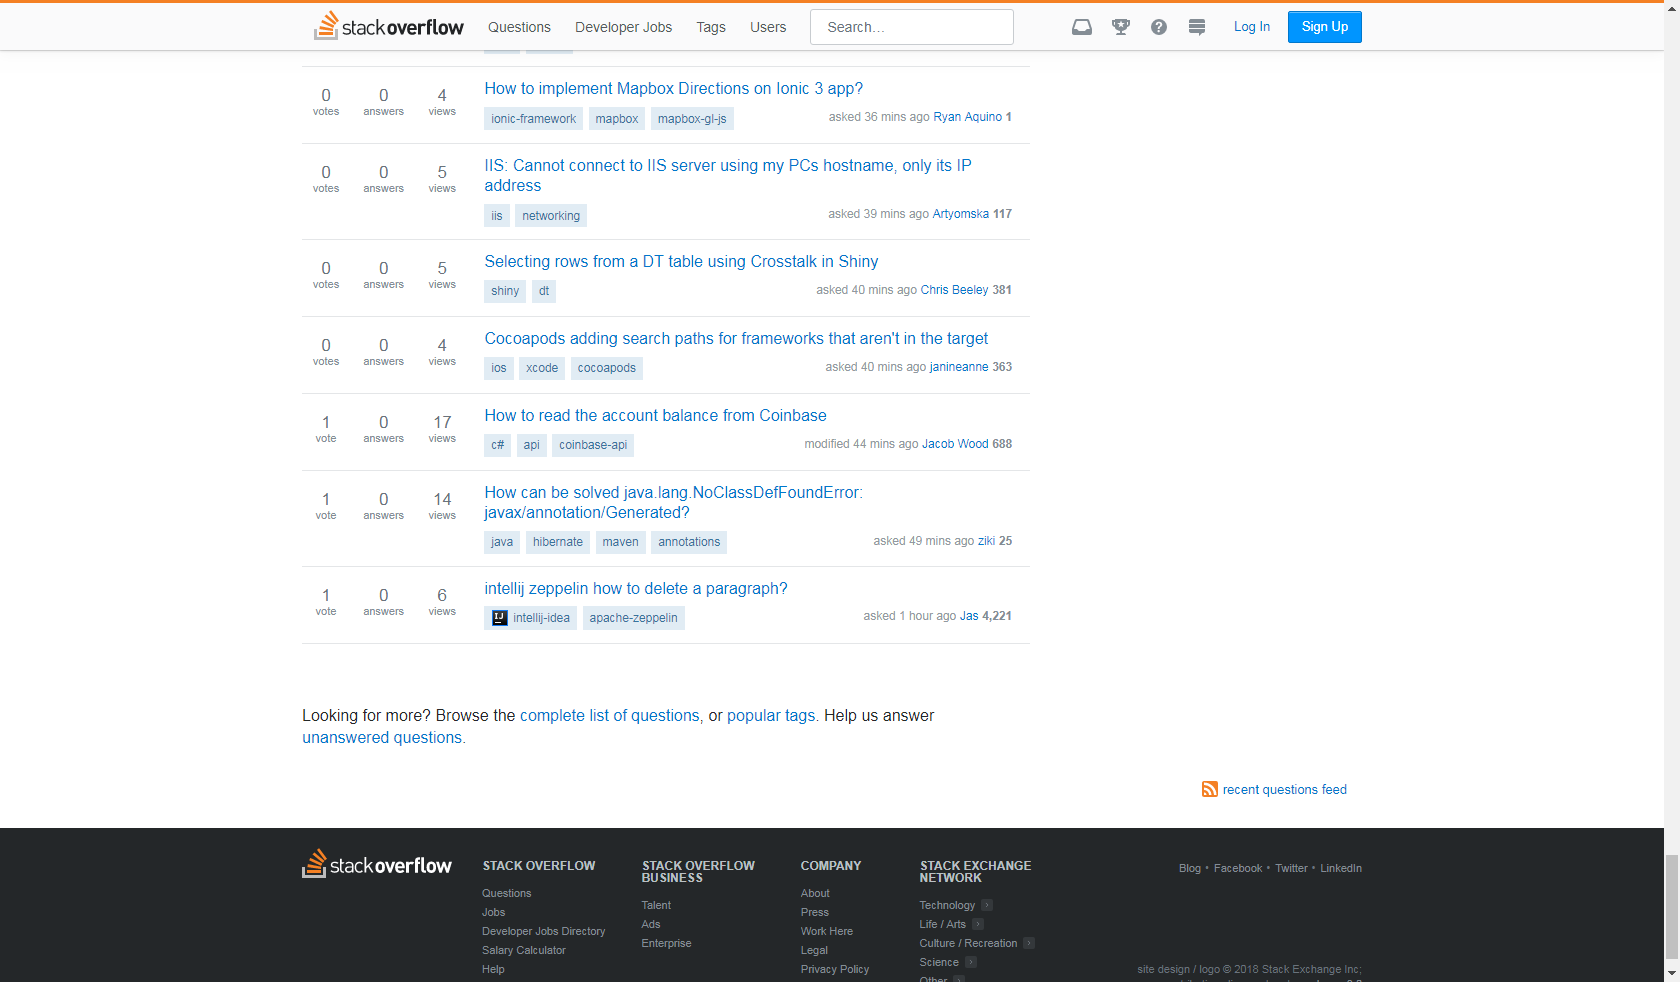 stackoverflow Questions Developer Jobs Tags Users Search... Log In Sign Up
How to implement Mapbox Directions on Ionic 3 app?
0 votes 0 answers 4 views
ionic-framework mapbox mapbox-gl-js asked 36 mins ago Ryan Aquino 1
IIS: Cannot connect to IIS server using my PCs hostname, only its IP
address
0 votes 0 answers 5 views
iis networking asked 39 mins ago Artyomska 117
Selecting rows from a DT table using Crosstalk in Shiny
0 votes 0 answers 5 views
shiny dt asked 40 mins ago Chris Beeley 381
Cocoapods adding search paths for frameworks that aren't in the target
0 votes 0 answers 4 views
ios xcode cocoapods asked 40 mins ago janineanne 363
How to read the account balance from Coinbase
1 vote 0 answers 17 views
c# api coinbase-api modified 44 mins ago Jacob Wood 688
How can be solved java.lang.NoClassDefFoundError:
javax/annotation/Generated?
1 vote 0 answers 14 views
java hibernate maven annotations asked 49 mins ago ziki 25
intellij zeppelin how to delete a paragraph?
1 vote 0 answers 6 views
IJ intellij-idea apache-zeppelin asked 1 hour ago Jas 4,221
Looking for more? Browse the complete list of questions, or popular tags. Help us answer
unanswered questions.
recent questions feed
stackoverflow
STACK OVERFLOW
Questions
Jobs
Developer Jobs Directory
Salary Calculator
Help
STACK OVERFLOW
BUSINESS
Talent
Ads
Enterprise
COMPANY
About
Press
Work Here
Legal
Privacy Policy
STACK EXCHANGE
NETWORK
Technology
Life / Arts
Culture / Recreation
Science
Other
Blog • Facebook • Twitter • LinkedIn
site design / logo © 2018 Stack Exchange Inc;